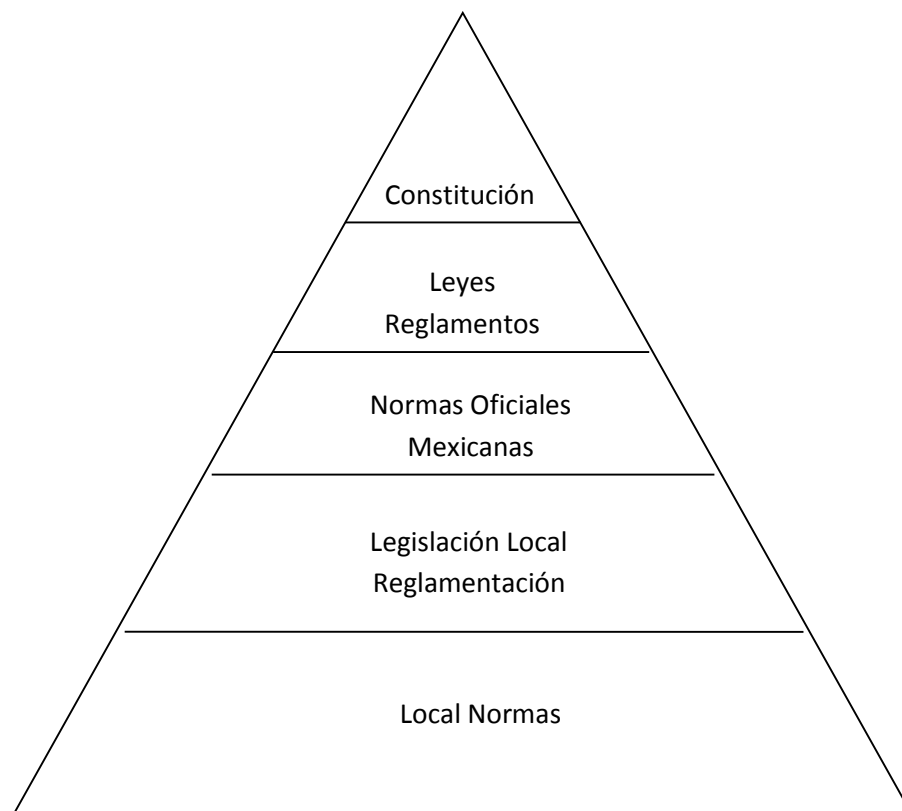 Constitución
Leyes
Reglamentos
Normas Oficiales
Mexicanas
Legislación Local
Reglamentación
Local Normas